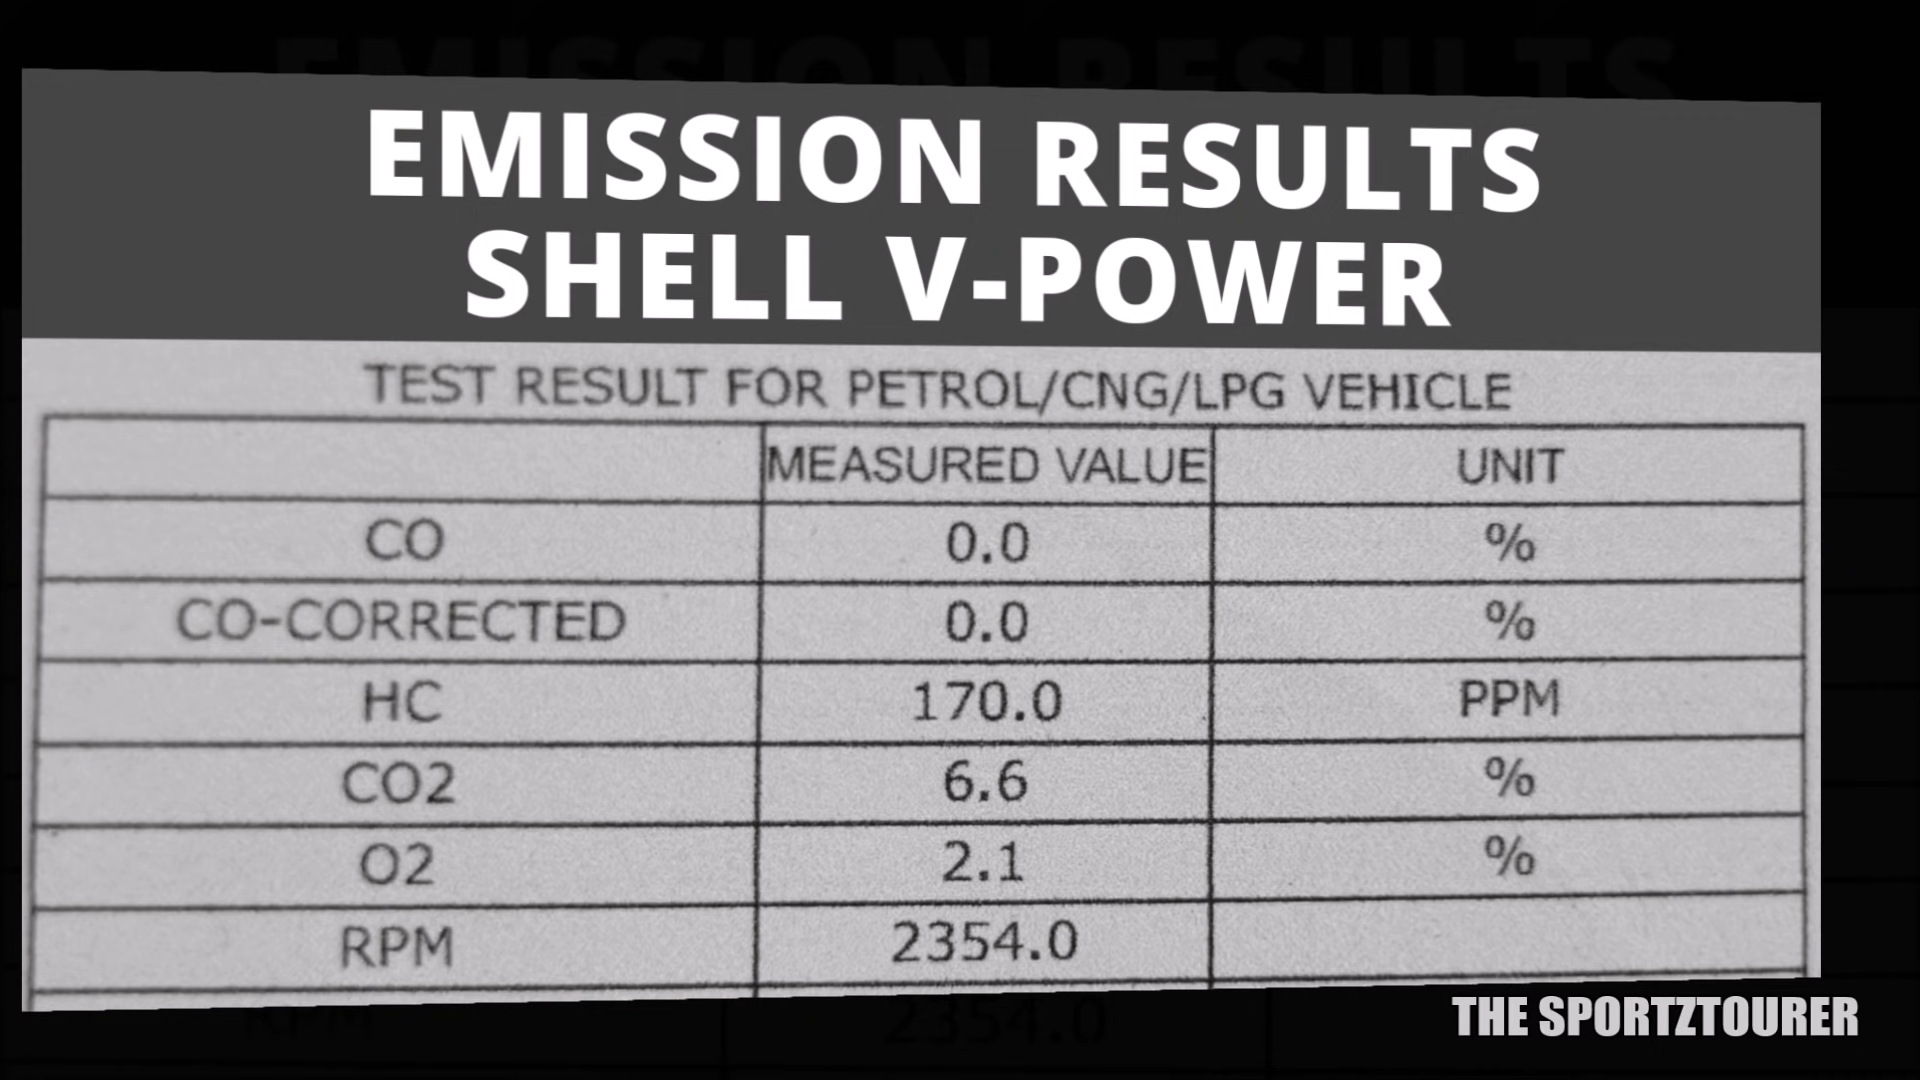 EMISSION RESULTS
SHELL V-POWER
TEST RESULT FOR PETROL/CNG/LPG VEHICLE
MEASURED VALUE UNIT
CO 0.0 %
CO-CORRECTED 0.0 %
HC 170.0 PPM
CO2 6.6 %
O2 2.1 %
RPM 2354.0
THE SPORTZTOURER